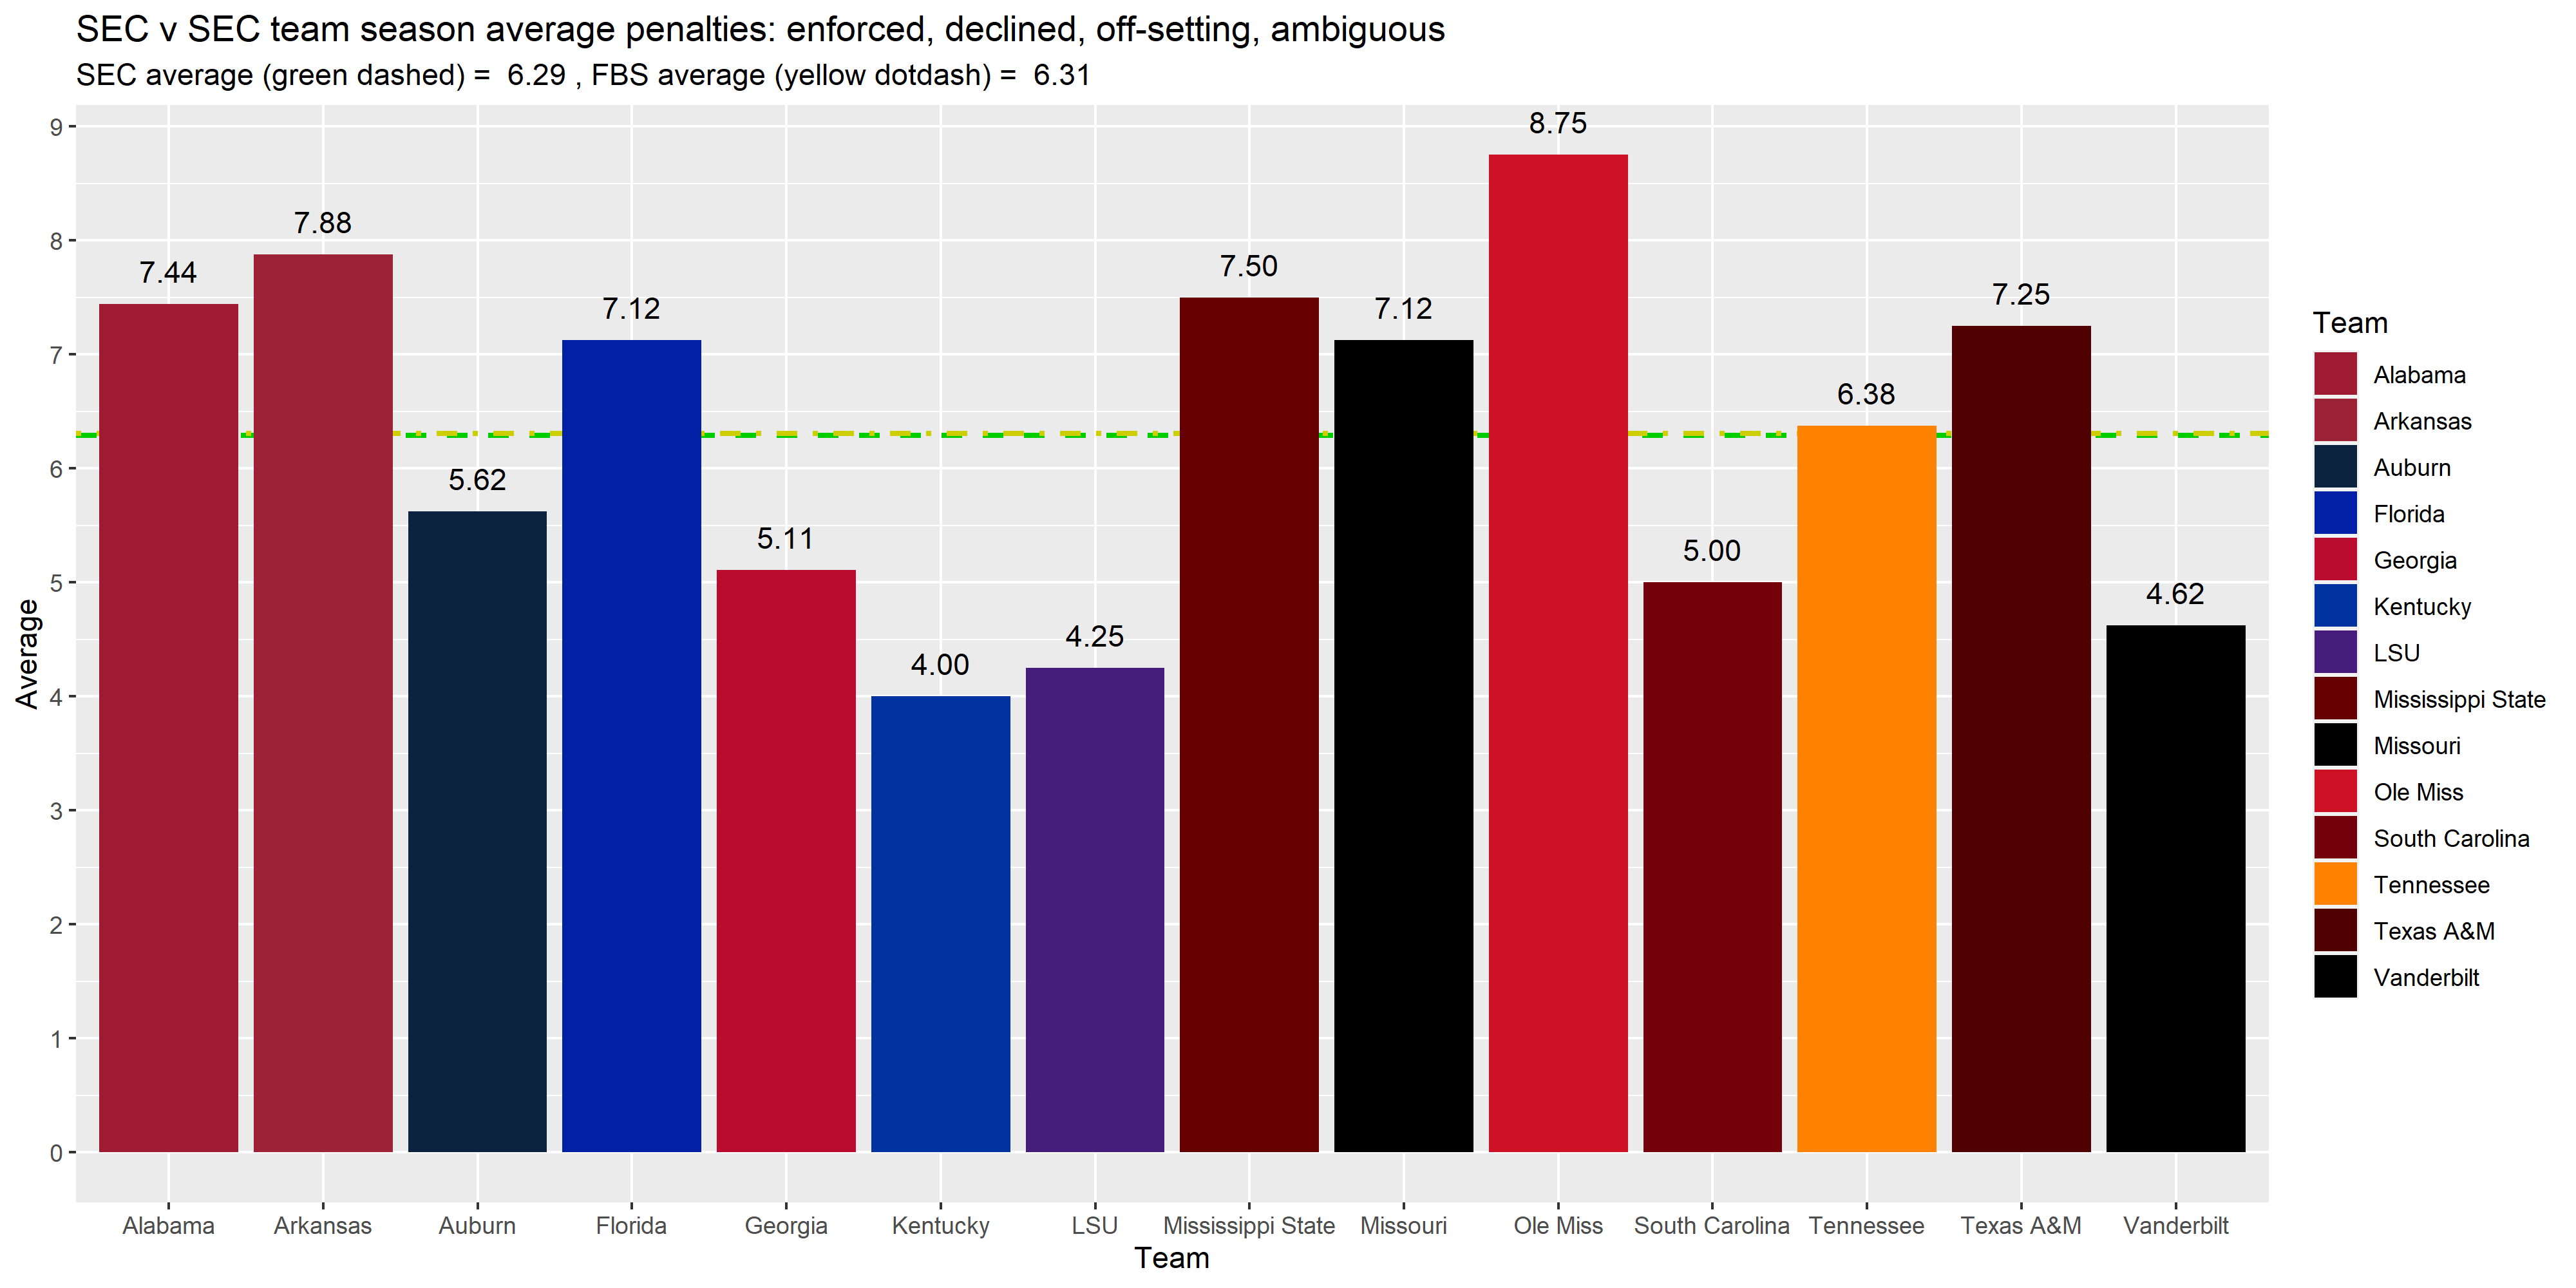 SEC v SEC team season average penalties: enforced, declined, off-setting, ambiguous
SEC average (green dashed) =  6.29 , FBS average (yellow dotdash) =  6.31
Average
9
8
7
6
5
4
3
2
1
0
7.44
7.88
5.62
7.12
5.11
4.00
4.25
7.50
7.12
8.75
5.00
6.38
7.25
4.62
Alabama
Arkansas
Auburn
Florida
Georgia
Kentucky
LSU
Mississippi State
Missouri
Ole Miss
South Carolina
Tennessee
Texas A&M
Vanderbilt
Team
Team
Alabama
Arkansas
Auburn
Florida
Georgia
Kentucky
LSU
Mississippi State
Missouri
Ole Miss
South Carolina
Tennessee
Texas A&M
Vanderbilt